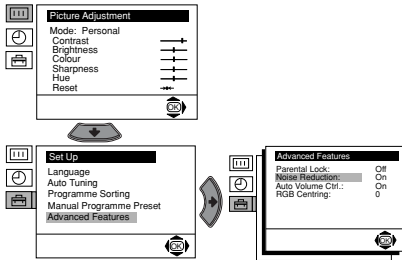 Picture Adjustment
Mode: Personal
Contrast
Brightness
Colour
Sharpness
Hue
Reset
OK
Set Up
Language
Auto Tuning
Programme Sorting
Manual Programme Preset
Advanced Features
OK
Advanced Features
Parental Lock: Off
Noise Reduction: On
Auto Volume Ctrl.: On
RGB Centring: 0
OK